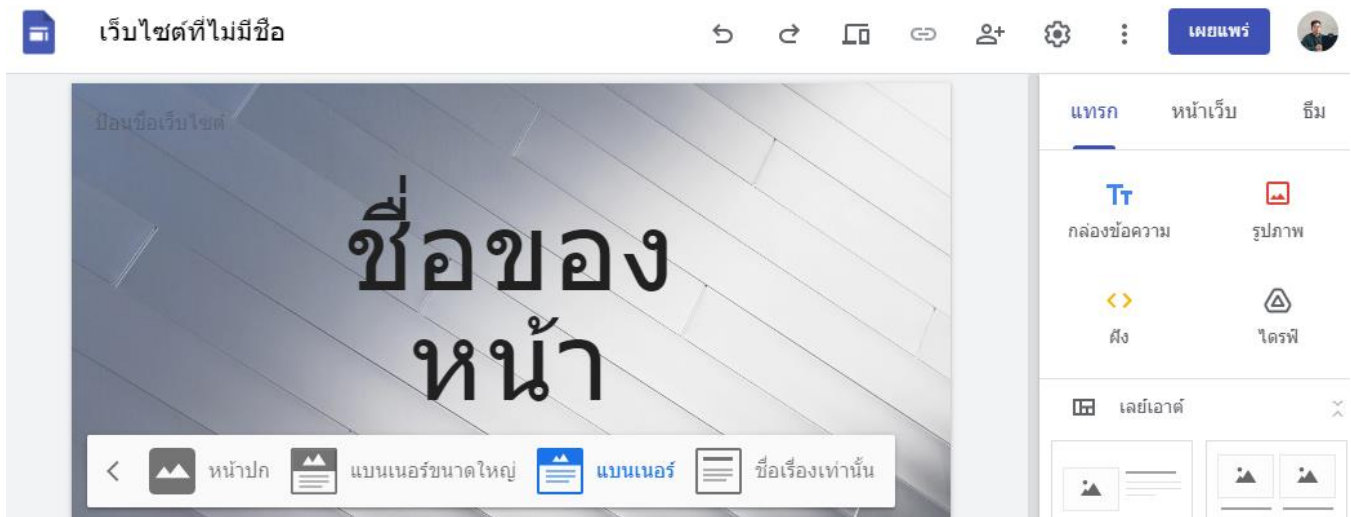 เว็บไซต์ที่ไม่มีชื่อ
เผยแพร่
ป้อนชื่อเว็บไซต์
ชื่อของ
หน้า
หน้าปก
แบนเนอร์ขนาดใหญ่
แบนเนอร์
ชื่อเรื่องเท่านั้น
แทรก หน้าเว็บ ธีม
Tт
กล่องข้อความ รูปภาพ
ฝัง ไดรฟ์
เลย์เอาต์